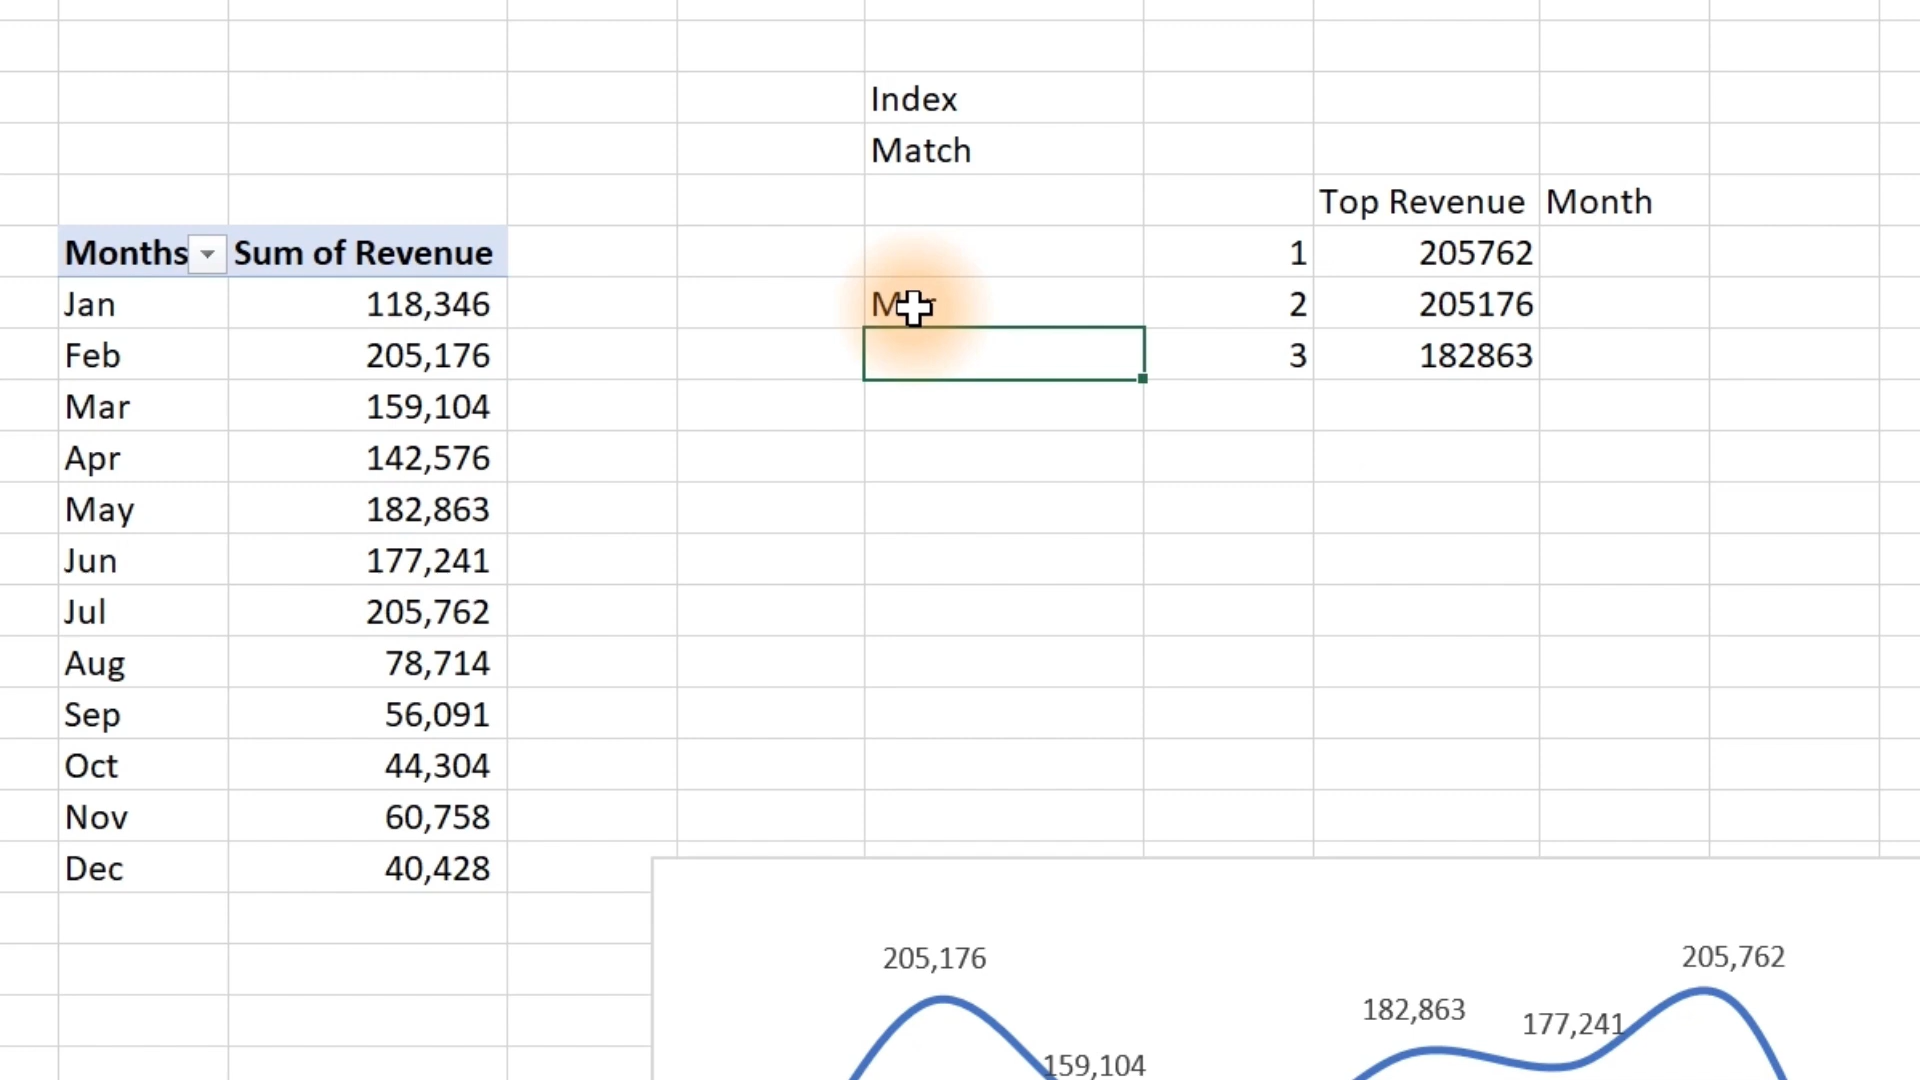 Index
Match
Top Revenue Month
Months Sum of Revenue
1 205762
Jan 118,346
2 205176
Feb 205,176
3 182863
Mar 159,104
Apr 142,576
May 182,863
Jun 177,241
Jul 205,762
Aug 78,714
Sep 56,091
Oct 44,304
Nov 60,758
Dec 40,428
205,176
205,762
182,863
177,241
159,104